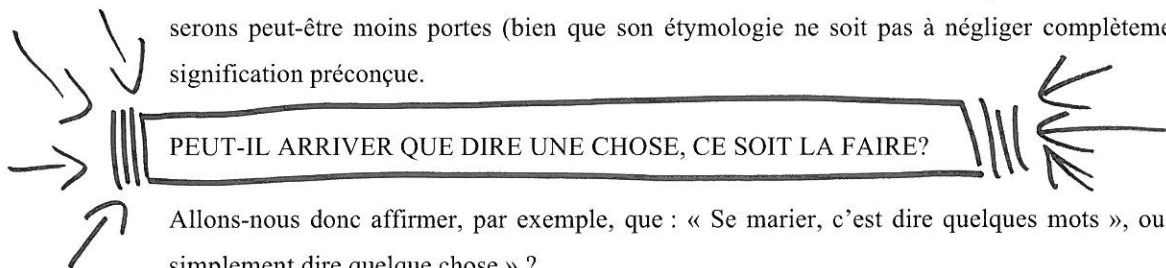 serons peut-être moins portes (bien que son étymologie ne soit pas à négliger
signification préconçue.
PEUT-IL ARRIVER QUE DIRE UNE CHOSE, CE SOIT LA FAIRE?
Allons-nous donc affirmer, par exemple, que : « Se marier, c’est dire quelques mots », ou
simplement dire quelque chose » ?